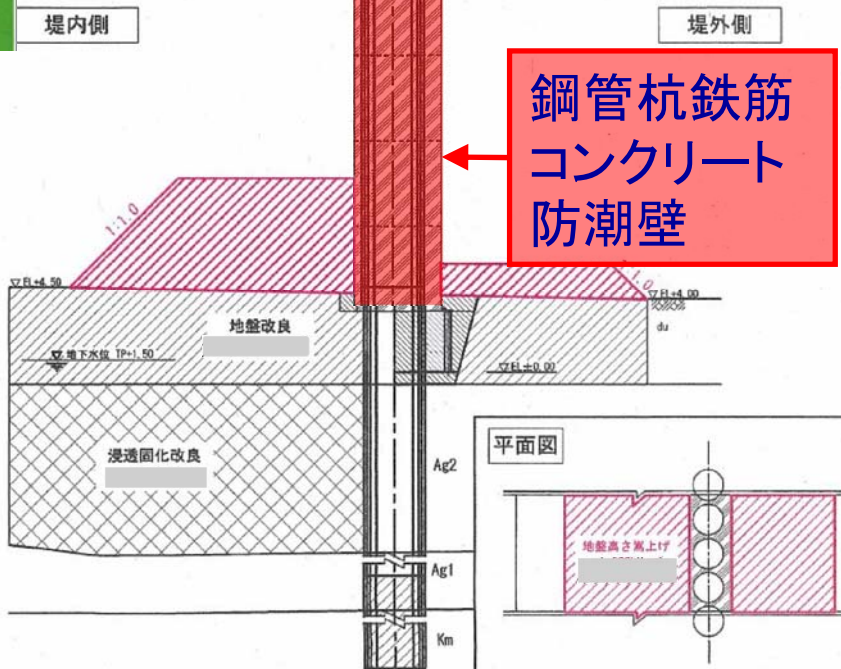 堤内側
堤外側
鋼管杭鉄筋
コンクリート
防潮壁
1:1.0
▽EL+4.50
地盤改良
▽地下水位 TP+1.50
▽EL+4.00
du
▽EL±0.00
浸透固化改良
Ag2
平面図
Ag1
地盤高さ嵩上げ
Km